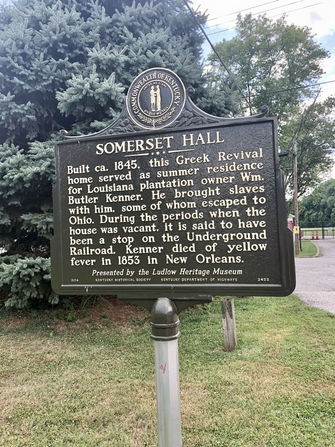 COMMONWEALTH OF KENTUCKY
SOMERSET HALL
Built ca. 1845, this Greek Revival
home served as summer residence
for Louisiana plantation owner Wm.
Butler Kenner. He brought slaves
with him, some of whom escaped to
Ohio. During the periods when the
house was vacant, it is said to have
been a stop on the Underground
Railroad. Kenner died of yellow
fever in 1853 in New Orleans.
Presented by the Ludlow Heritage Museum
KENTUCKY HISTORICAL SOCIETY KENTUCKY DEPARTMENT OF HIGHWAYS